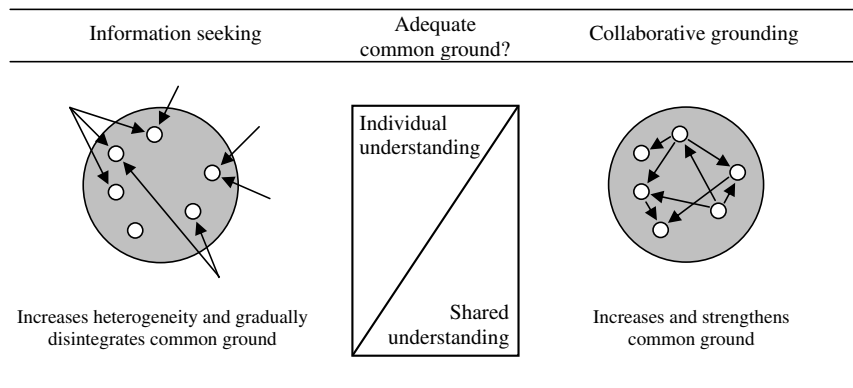 Information seeking
Adequate
common ground?
Collaborative grounding
Individual
understanding
Shared
understanding
Increases heterogeneity and gradually
disintegrates common ground
Increases and strengthens
common ground